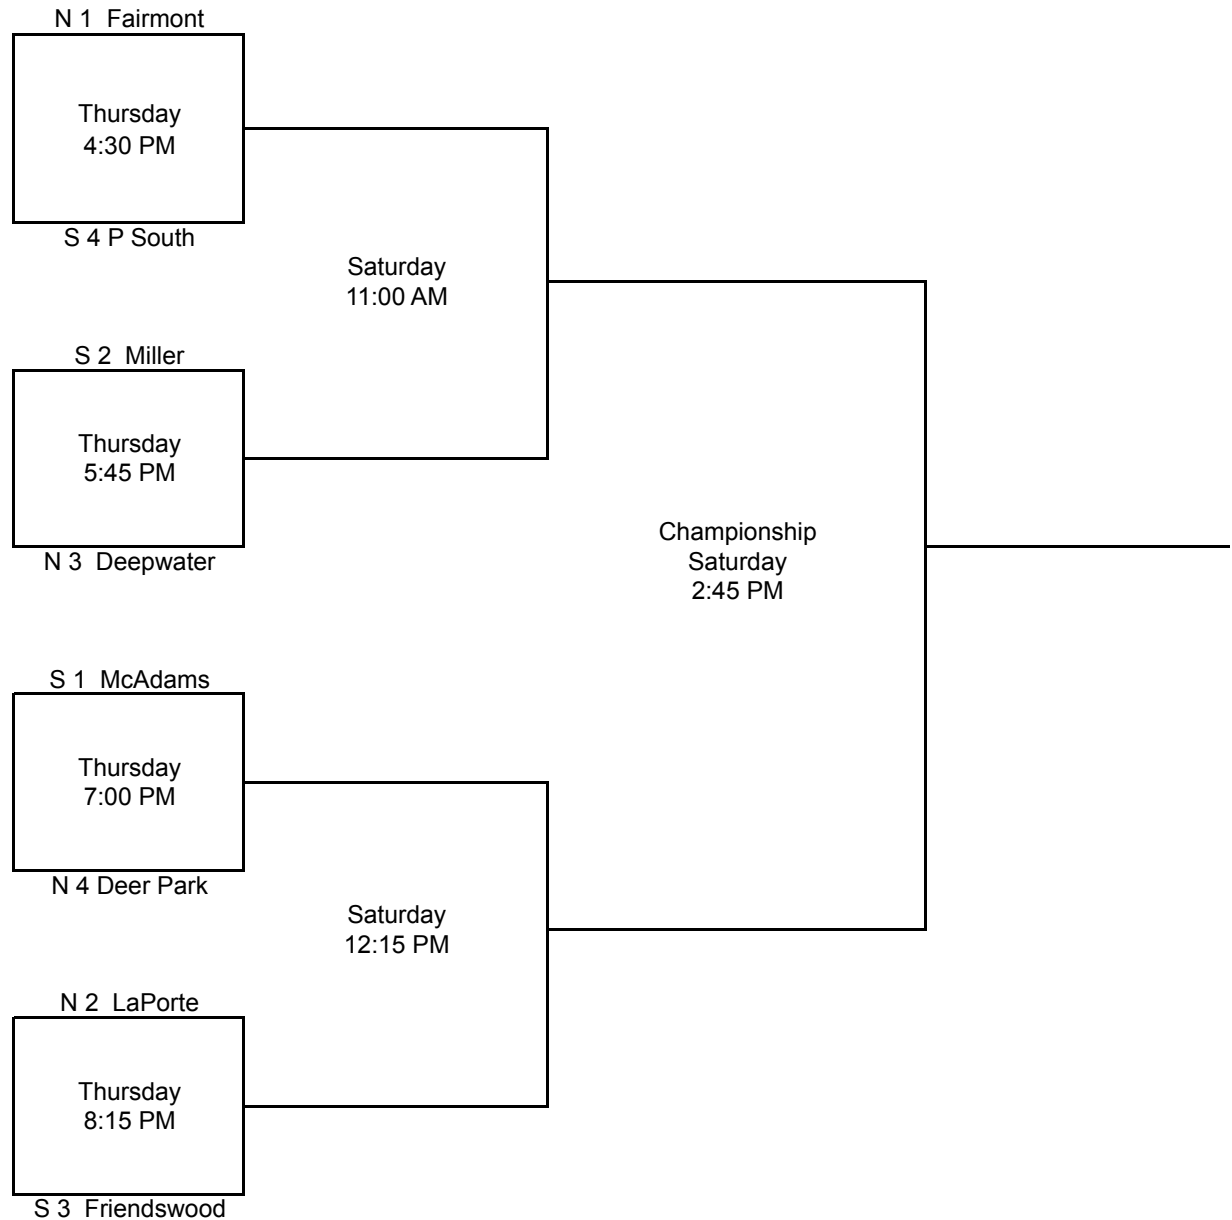 N 1  Fairmont
Thursday
4:30 PM
S 4 P South
Saturday
11:00 AM
S 2  Miller
Thursday
5:45 PM
N 3  Deepwater
Championship
Saturday
2:45 PM
S 1  McAdams
Thursday
7:00 PM
N 4 Deer Park
Saturday
12:15 PM
N 2  LaPorte
Thursday
8:15 PM
S 3  Friendswood